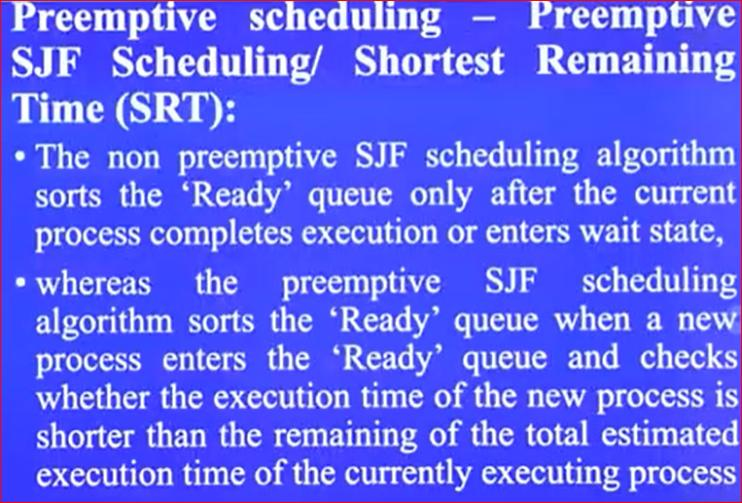 Preemptive scheduling – Preemptive
SJF Scheduling/ Shortest Remaining
Time (SRT):
• The non preemptive SJF scheduling algorithm
sorts the ‘Ready’ queue only after the current
process completes execution or enters wait state,
• whereas the preemptive SJF scheduling
algorithm sorts the ‘Ready’ queue when a new
process enters the ‘Ready’ queue and checks
whether the execution time of the new process is
shorter than the remaining of the total estimated
execution time of the currently executing process